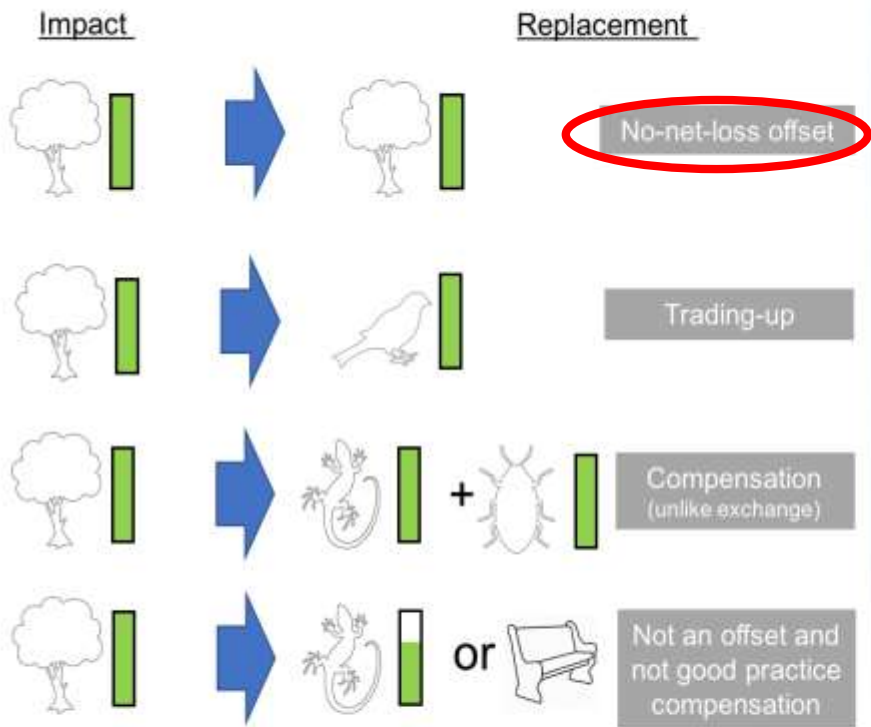 Impact
Replacement
No-net-loss offset
Trading-up
+
Compensation
(unlike exchange)
or
Not an offset and
not good practice
compensation